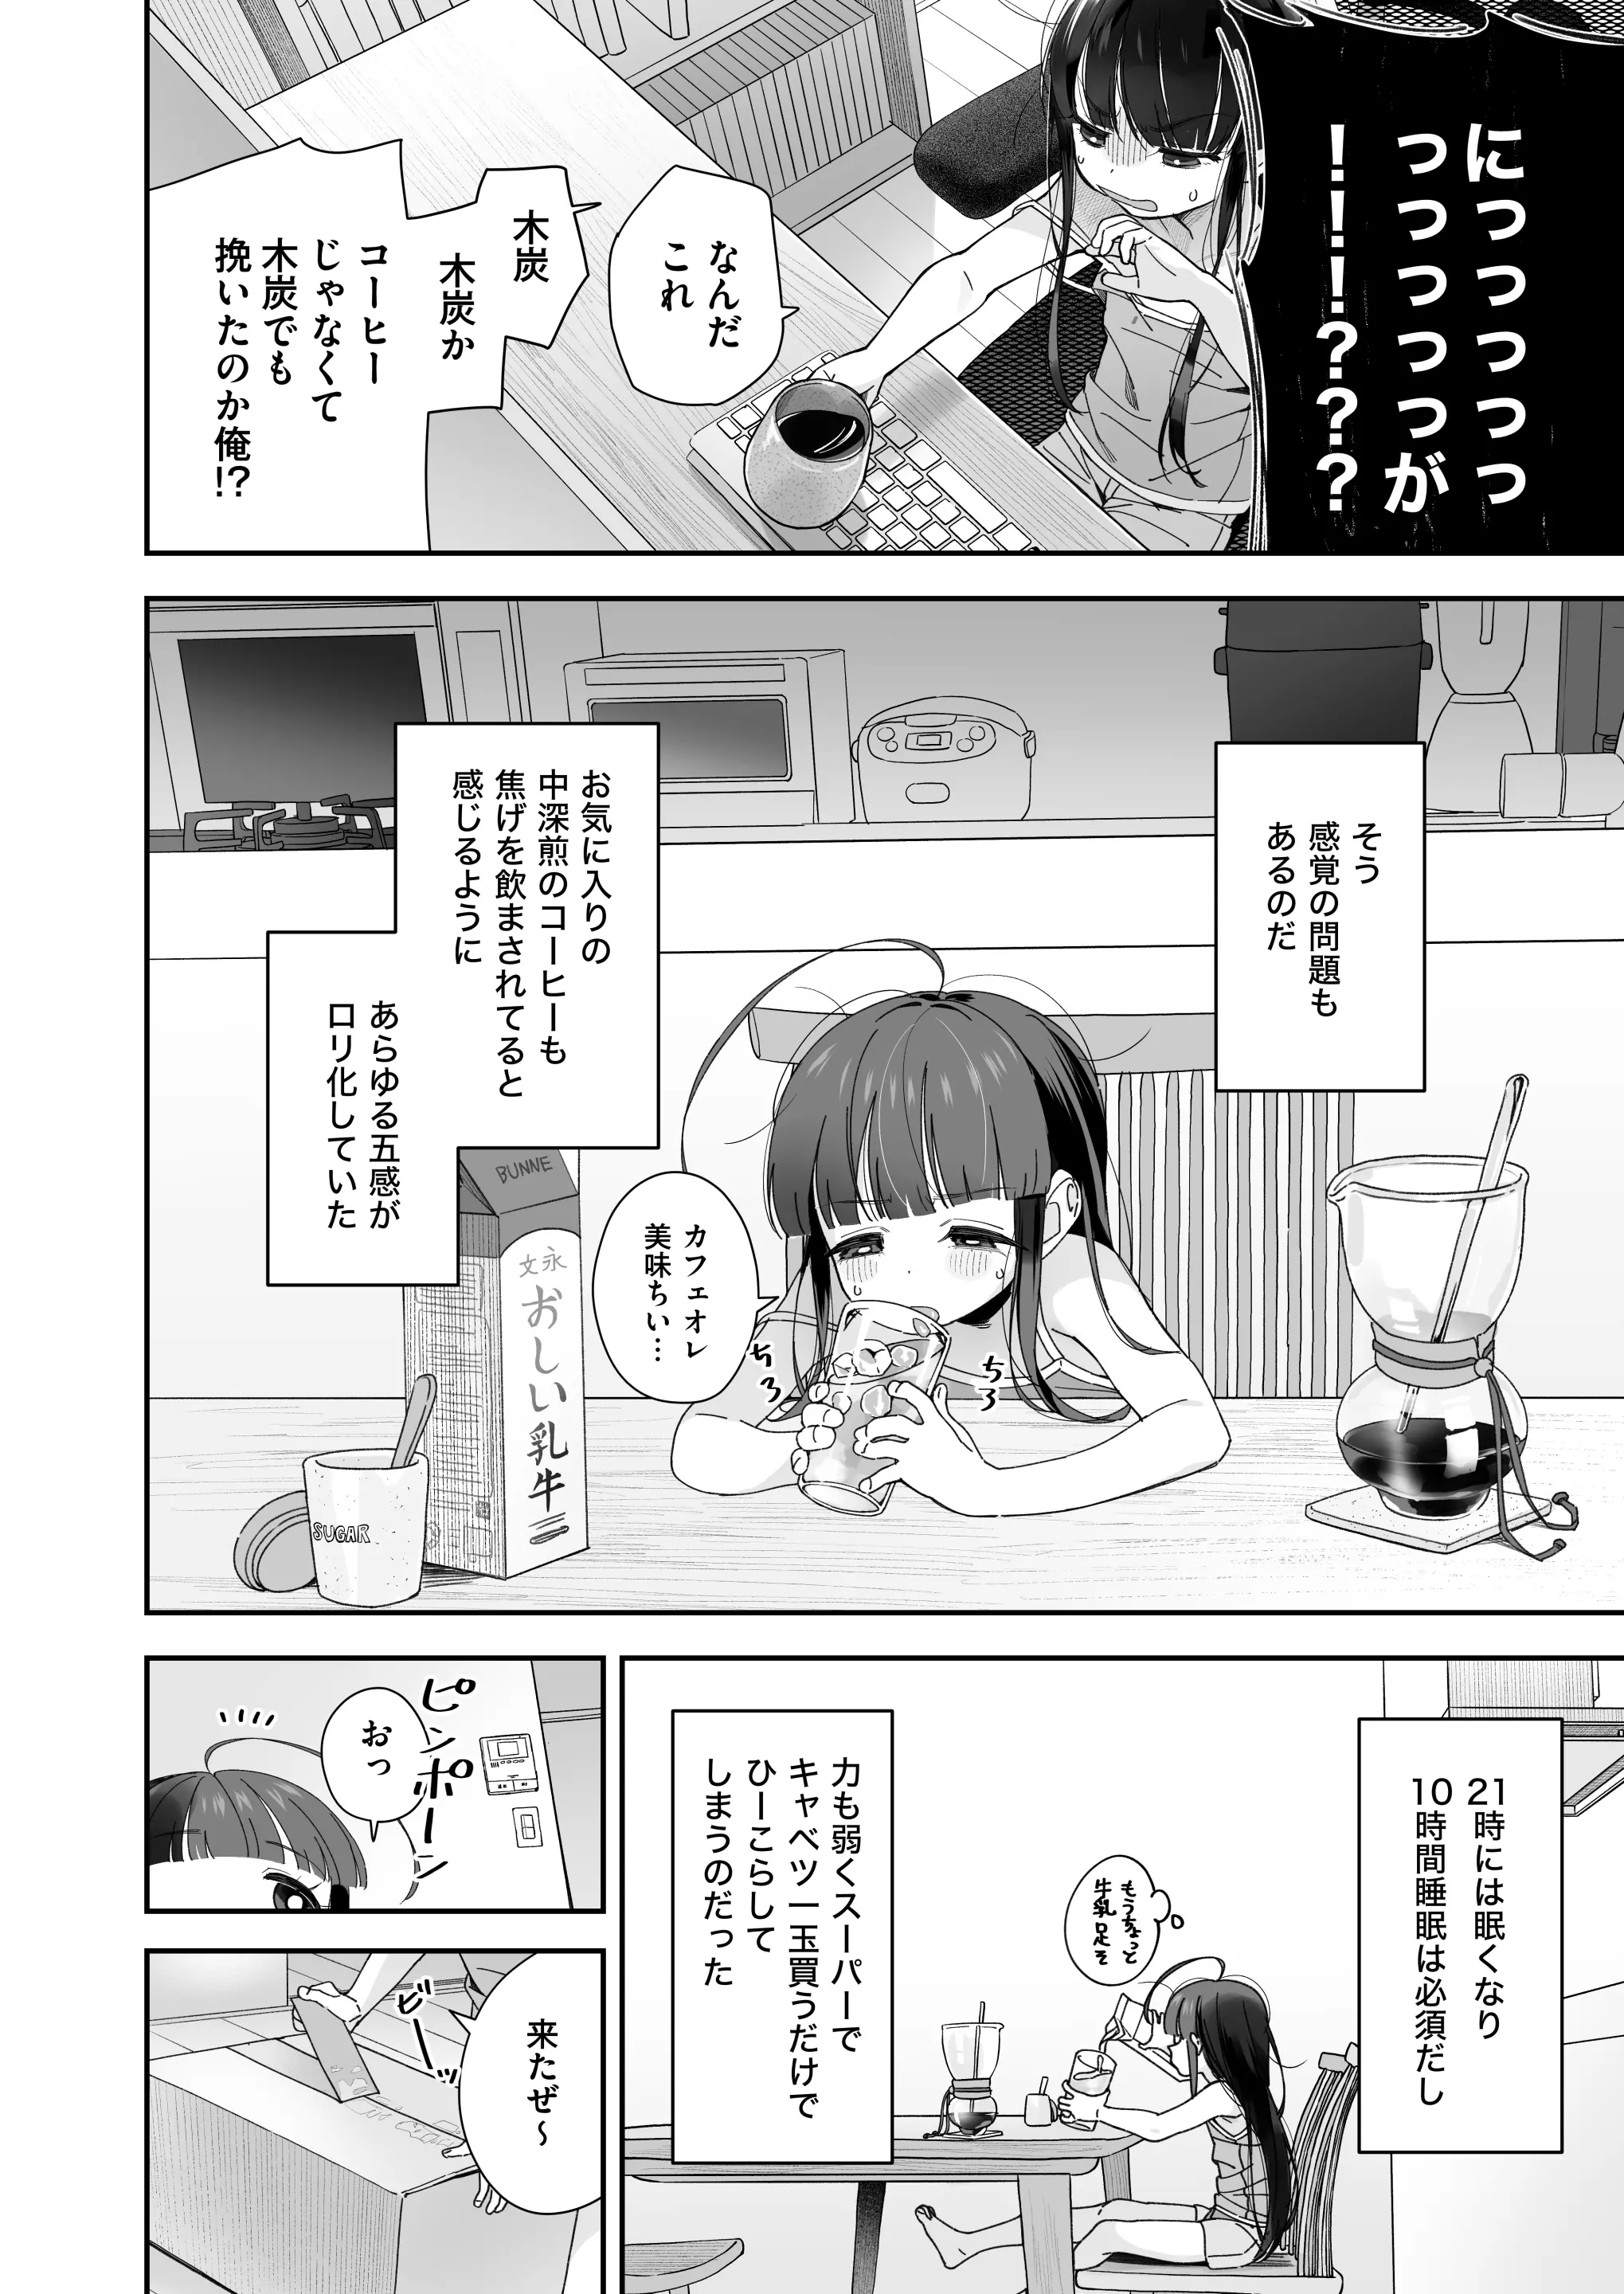 にっっっっっ
っっっっっが
！！！？？？
なんだ
これ
木炭
木炭か
コーヒー
じゃなくて
木炭でも
挽いたのか俺!?
そう
感覚の問題も
あるのだ
お気に入りの
中深煎のコーヒーも
焦げを飲まされてると
感じるように
あらゆる五感が
ロリ化していた
カフェオレ
美味ちい…
ちろ
ちろ
BUNNE
文永
おしい乳牛
SUGAR
21時には眠くなり
10時間睡眠は必須だし
もうちょっと
牛乳足そ
力も弱くスーパーで
キャベツ一玉買うだけで
ひーこらして
しまうのだった
ピンポーン
おっ
来たぜ～
ビーッ